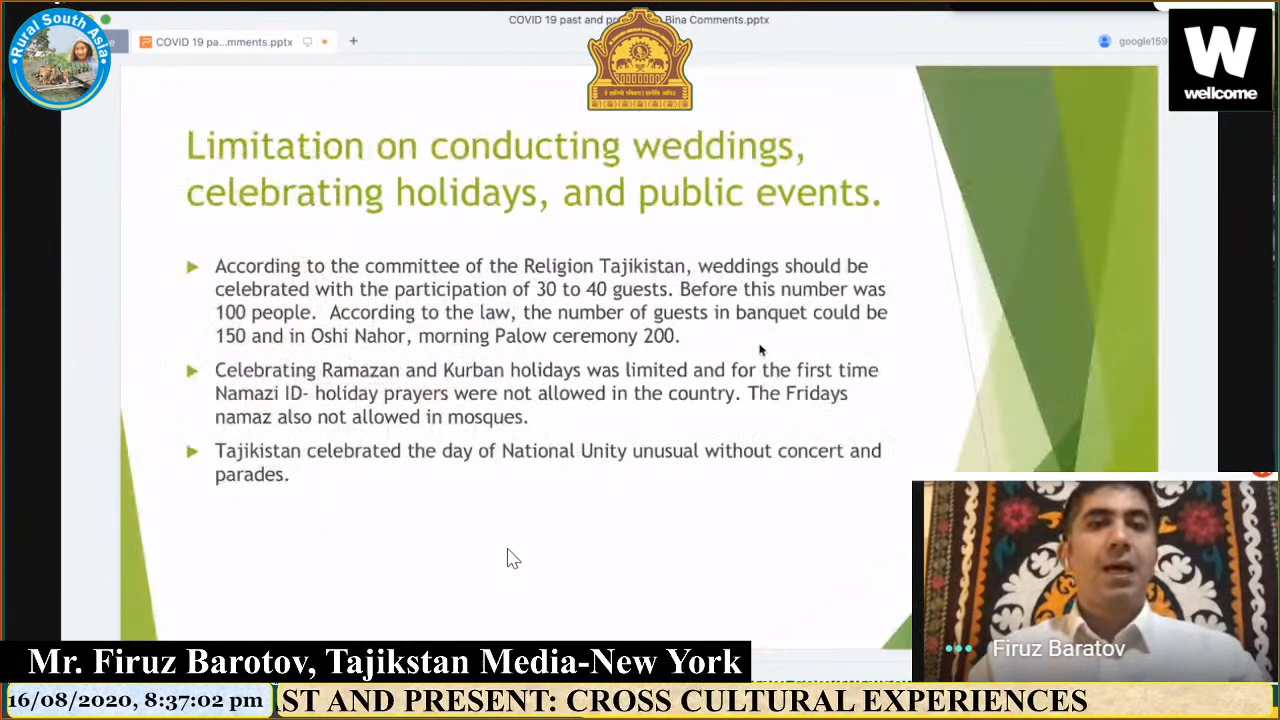 COVID 19 past and pr
Bina Comments.pptx
COVID 19 pa...mments.pptx
google159
Rural South Asia
W
wellcome
Limitation on conducting weddings,
celebrating holidays, and public events.
According to the committee of the Religion Tajikistan, weddings should be
celebrated with the participation of 30 to 40 guests. Before this number was
100 people. According to the law, the number of guests in banquet could be
150 and in Oshi Nahor, morning Palow ceremony 200.
Celebrating Ramazan and Kurban holidays was limited and for the first time
Namazi ID- holiday prayers were not allowed in the country. The Fridays
namaz also not allowed in mosques.
Tajikistan celebrated the day of National Unity unusual without concert and
parades.
Firuz Baratov
Mr. Firuz Barotov, Tajikstan Media-New York
16/08/2020, 8:37:02 pm
ST AND PRESENT: CROSS CULTURAL EXPERIENCES